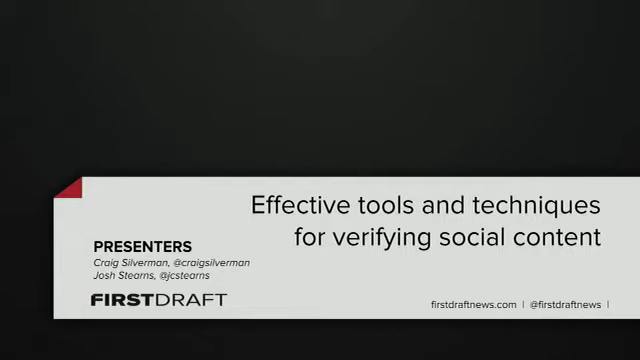 Effective tools and techniques
for verifying social content
PRESENTERS
Craig Silverman, @craigsilverman
Josh Stearns, @jcstearns
FIRSTDRAFT
firstdraftnews.com | @firstdraftnews |